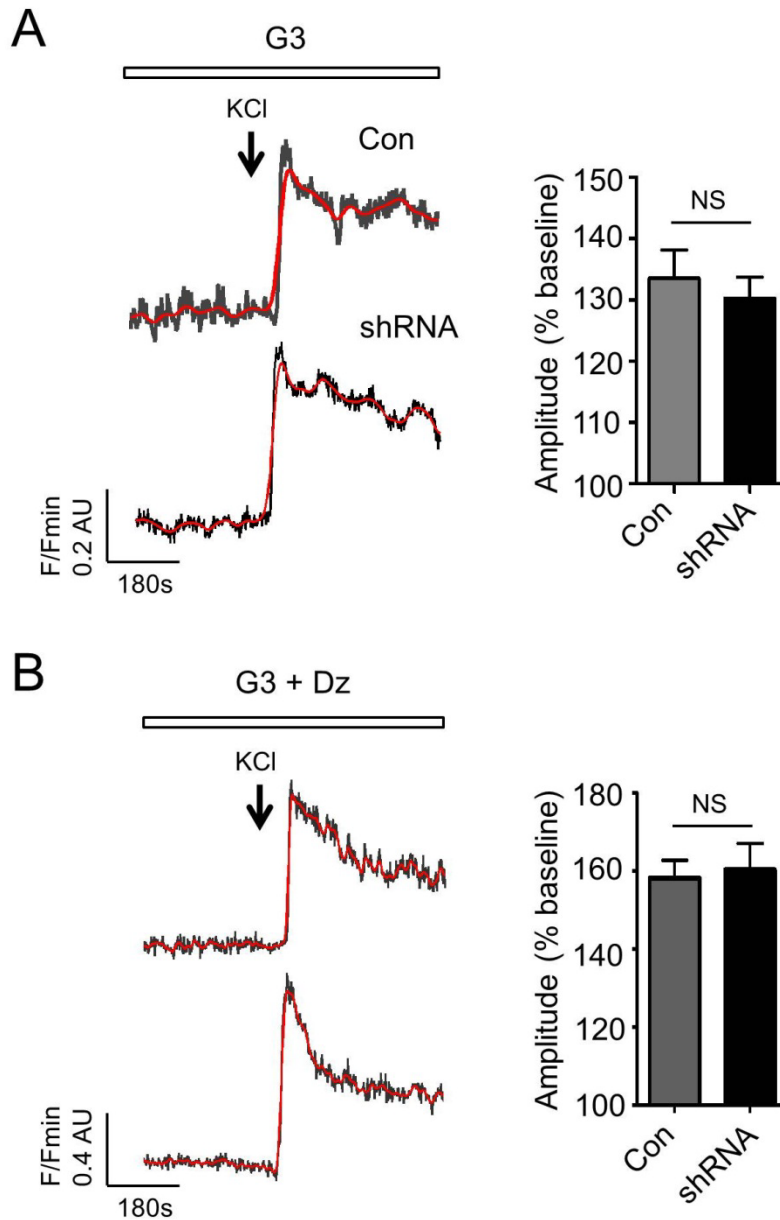 A
G3
KCl
Con
shRNA
F/Fmin
0.2 AU
180s
Amplitude (% baseline)
150
140
130
120
110
100
NS
Con
shRNA
B
G3 + Dz
KCl
F/Fmin
0.4 AU
180s
Amplitude (% baseline)
180
160
140
120
100
NS
Con
shRNA